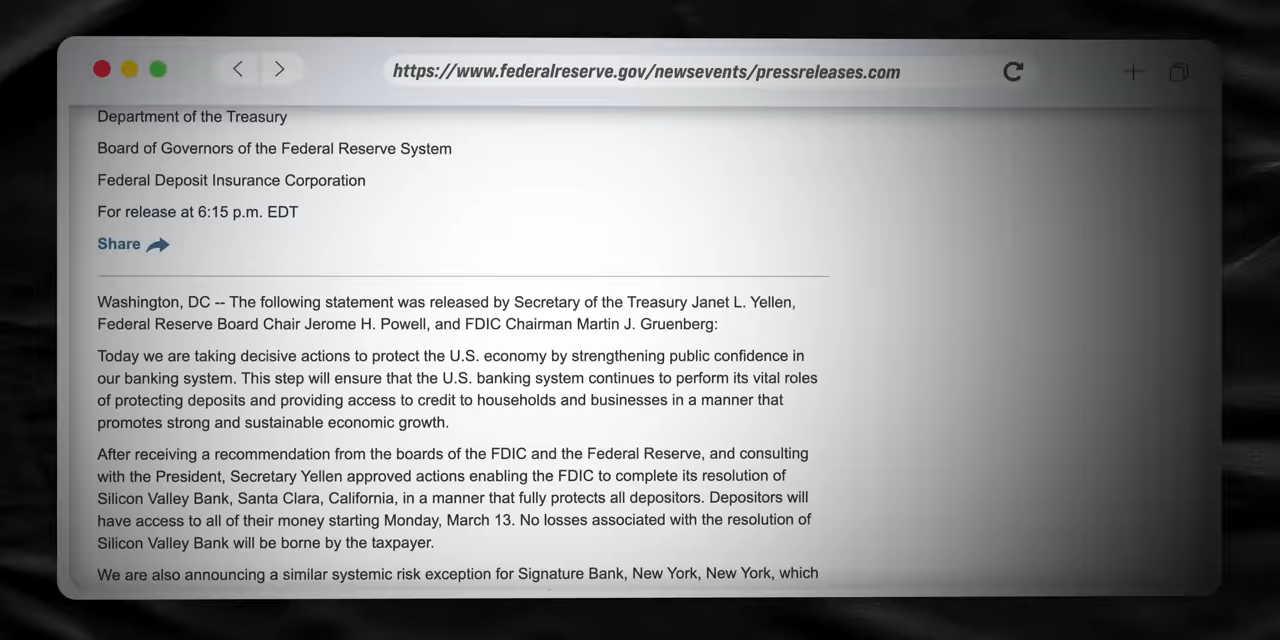 https://www.federalreserve.gov/newsevents/pressreleases.com
Department of the Treasury
Board of Governors of the Federal Reserve System
Federal Deposit Insurance Corporation
For release at 6:15 p.m. EDT
Share
Washington, DC -- The following statement was released by Secretary of the Treasury Janet L. Yellen,
Federal Reserve Board Chair Jerome H. Powell, and FDIC Chairman Martin J. Gruenberg:
Today we are taking decisive actions to protect the U.S. economy by strengthening public confidence in
our banking system. This step will ensure that the U.S. banking system continues to perform its vital roles
of protecting deposits and providing access to credit to households and businesses in a manner that
promotes strong and sustainable economic growth.
After receiving a recommendation from the boards of the FDIC and the Federal Reserve, and consulting
with the President, Secretary Yellen approved actions enabling the FDIC to complete its resolution of
Silicon Valley Bank, Santa Clara, California, in a manner that fully protects all depositors. Depositors will
have access to all of their money starting Monday, March 13. No losses associated with the resolution of
Silicon Valley Bank will be borne by the taxpayer.
We are also announcing a similar systemic risk exception for Signature Bank, New York, New York, which